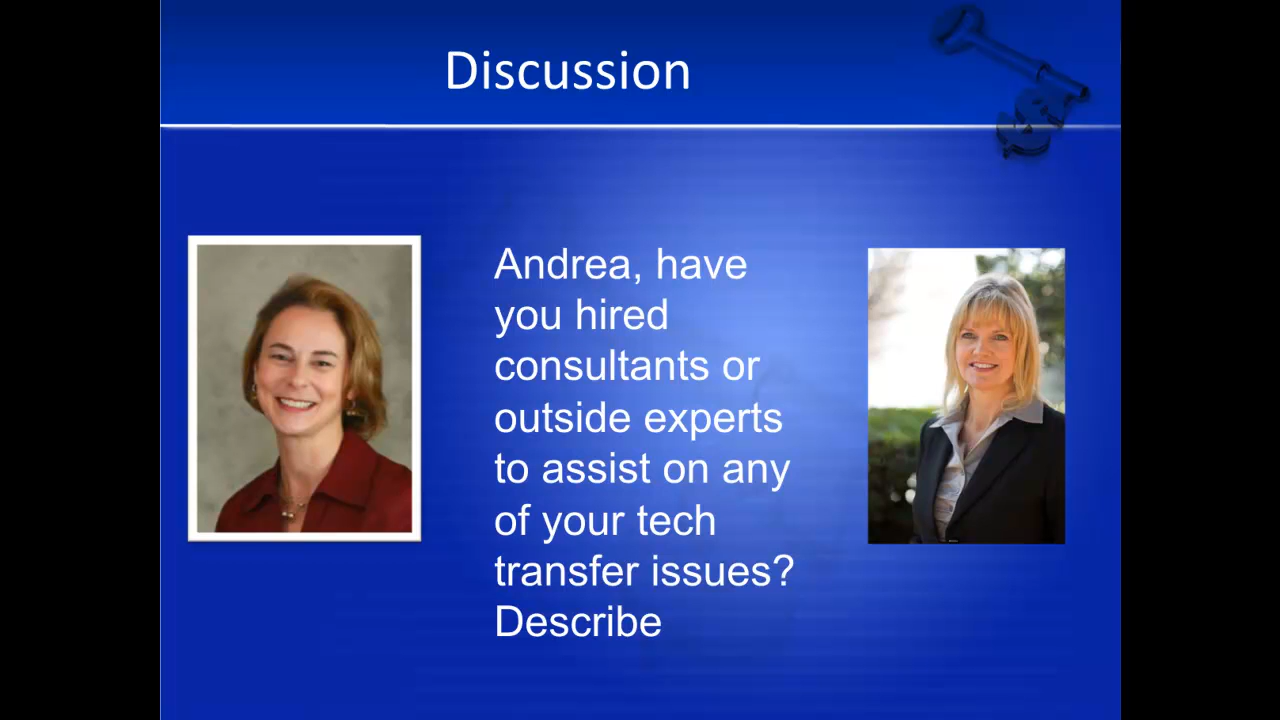 Discussion
Andrea, have
you hired
consultants or
outside experts
to assist on any
of your tech
transfer issues?
Describe